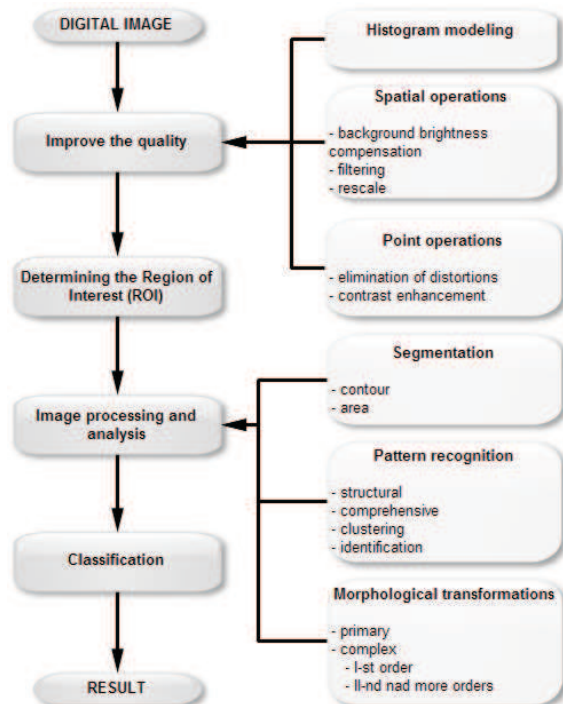 DIGITAL IMAGE
Improve the quality
Determining the Region of
Interest (ROI)
Image processing and
analysis
Classification
RESULT
Histogram modeling
Spatial operations
- background brightness
compensation
- filtering
- rescale
Point operations
- elimination of distortions
- contrast enhancement
Segmentation
- contour
- area
Pattern recognition
- structural
- comprehensive
- clustering
- identification
Morphological transformations
- primary
- complex
- I-st order
- II-nd nad more orders